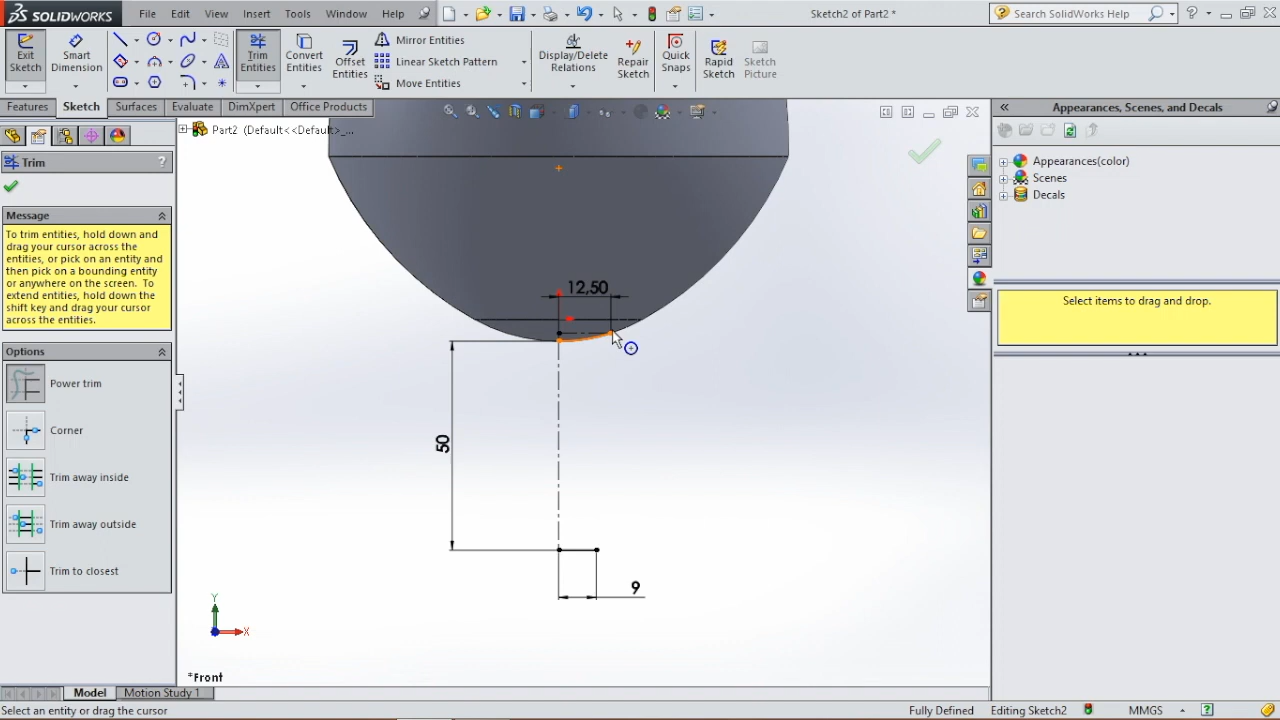 SOLIDWORKS File Edit View Insert Tools Window Help Sketch2 of Part2 * Search SolidWorks Help
Exit Sketch
Smart Dimension
Trim Entities
Convert Entities
Offset Entities
Mirror Entities
Linear Sketch Pattern
Move Entities
Display/Delete Relations
Repair Sketch
Quick Snaps
Rapid Sketch
Sketch Picture
Features Sketch Surfaces Evaluate DimXpert Office Products
Part2 (Default<<Default>_...
Trim ?
Message
To trim entities, hold down and
drag your cursor across the
entities, or pick on an entity and
then pick on a bounding entity
or anywhere on the screen. To
extend entities, hold down the
shift key and drag your cursor
across the entities.
Options
Power trim
Corner
Trim away inside
Trim away outside
Trim to closest
12,50
50
9
Y
X
*Front
Appearances, Scenes, and Decals
Appearances(color)
Scenes
Decals
Select items to drag and drop.
Model Motion Study 1
Select an entity or drag the cursor Fully Defined Editing Sketch2 MMGS ?